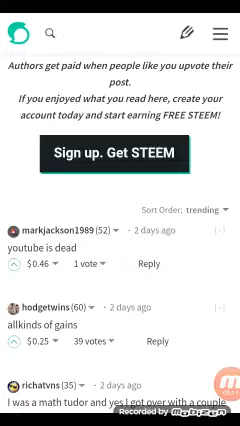 Authors get paid when people like you upvote their
post.
If you enjoyed what you read here, create your
account today and start earning FREE STEEM!
Sign up. Get STEEM
Sort Order: trending
markjackson1989 (52) · 2 days ago [-]
youtube is dead
$0.46 1 vote Reply
hodgetwins (60) · 2 days ago [-]
allkinds of gains
$0.25 39 votes Reply
richatvns (35) · 2 days ago
I was a math tudor and yes I got over with a couple
Recorded by MOBIZEN